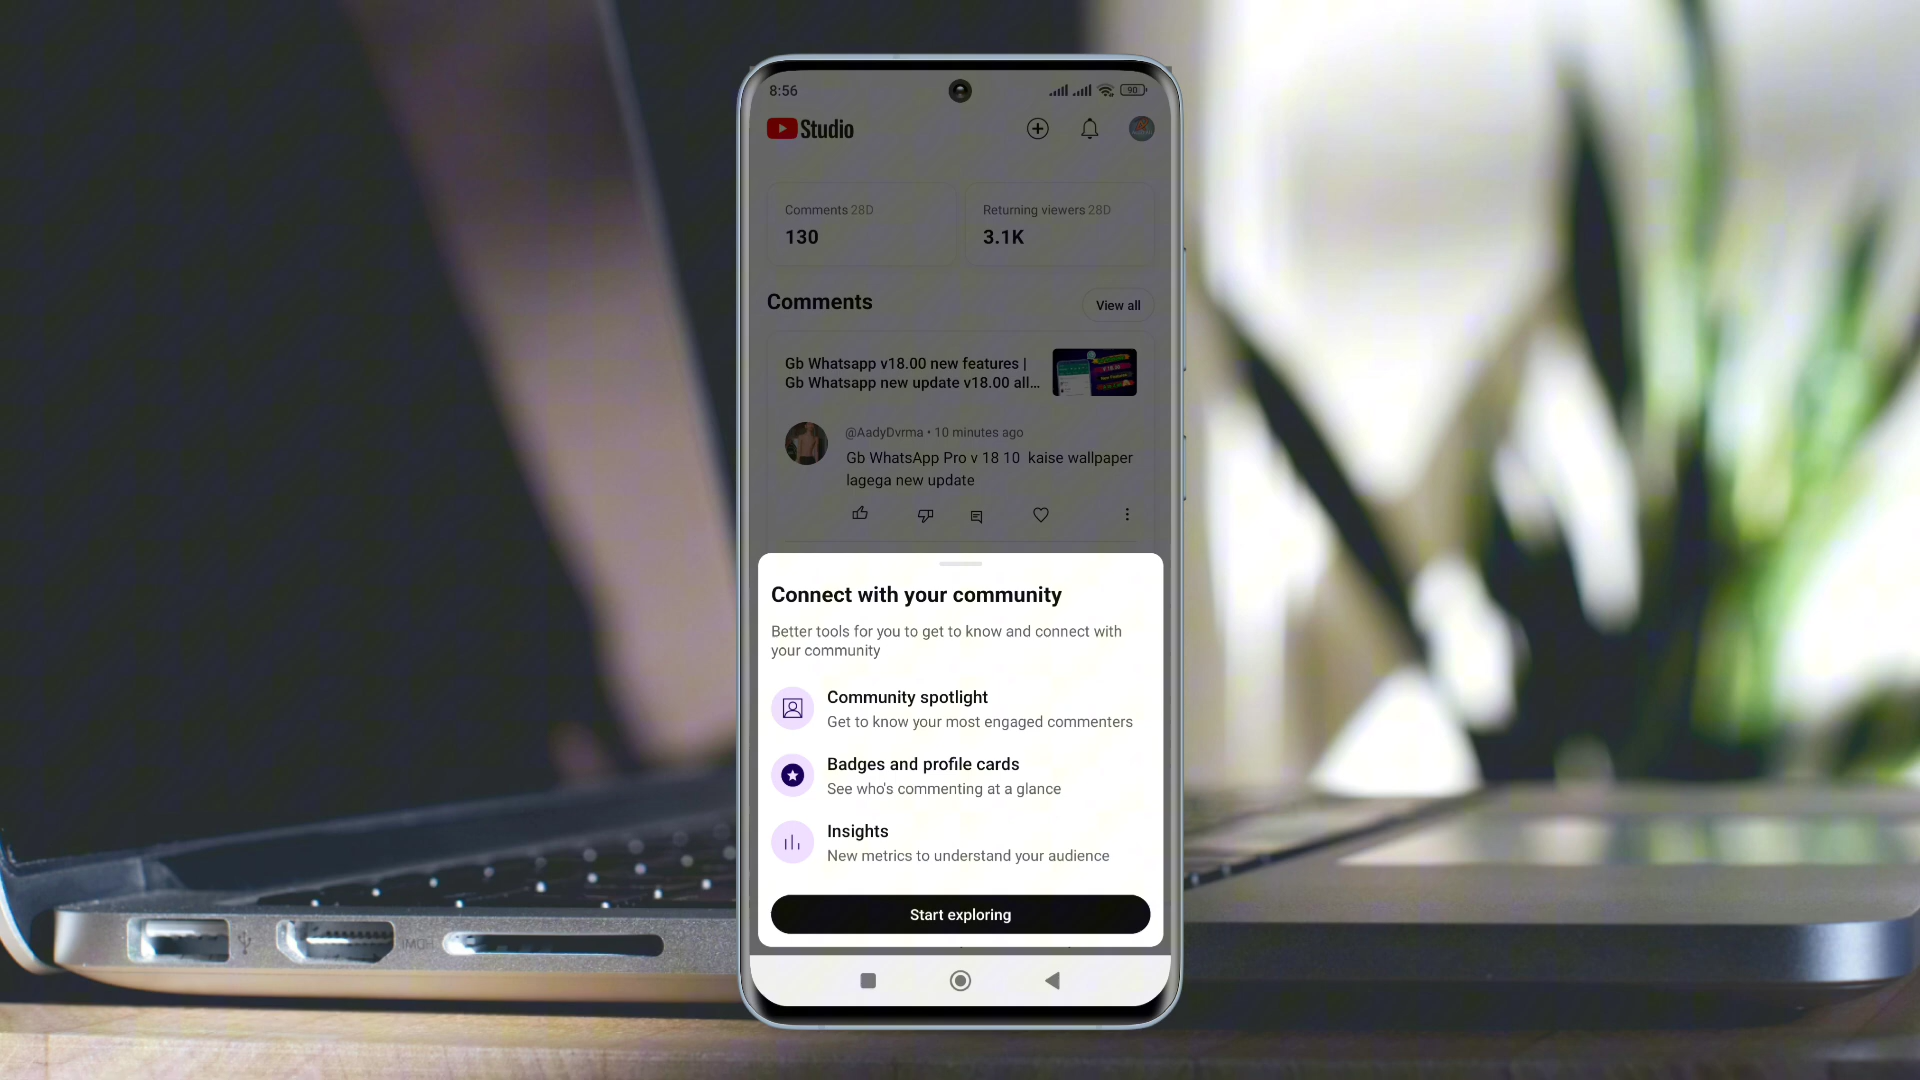 8:56
90
Studio
Comments 28D
Returning viewers 28D
130
3.1K
Comments
View all
Gb Whatsapp v18.00 new features |
Gb Whatsapp new update v18.00 all...
@AadyDvrma • 10 minutes ago
Gb WhatsApp Pro v 18 10 kaise wallpaper
lagega new update
Connect with your community
Better tools for you to get to know and connect with
your community
Community spotlight
Get to know your most engaged commenters
Badges and profile cards
See who's commenting at a glance
Insights
New metrics to understand your audience
Start exploring
HDMI